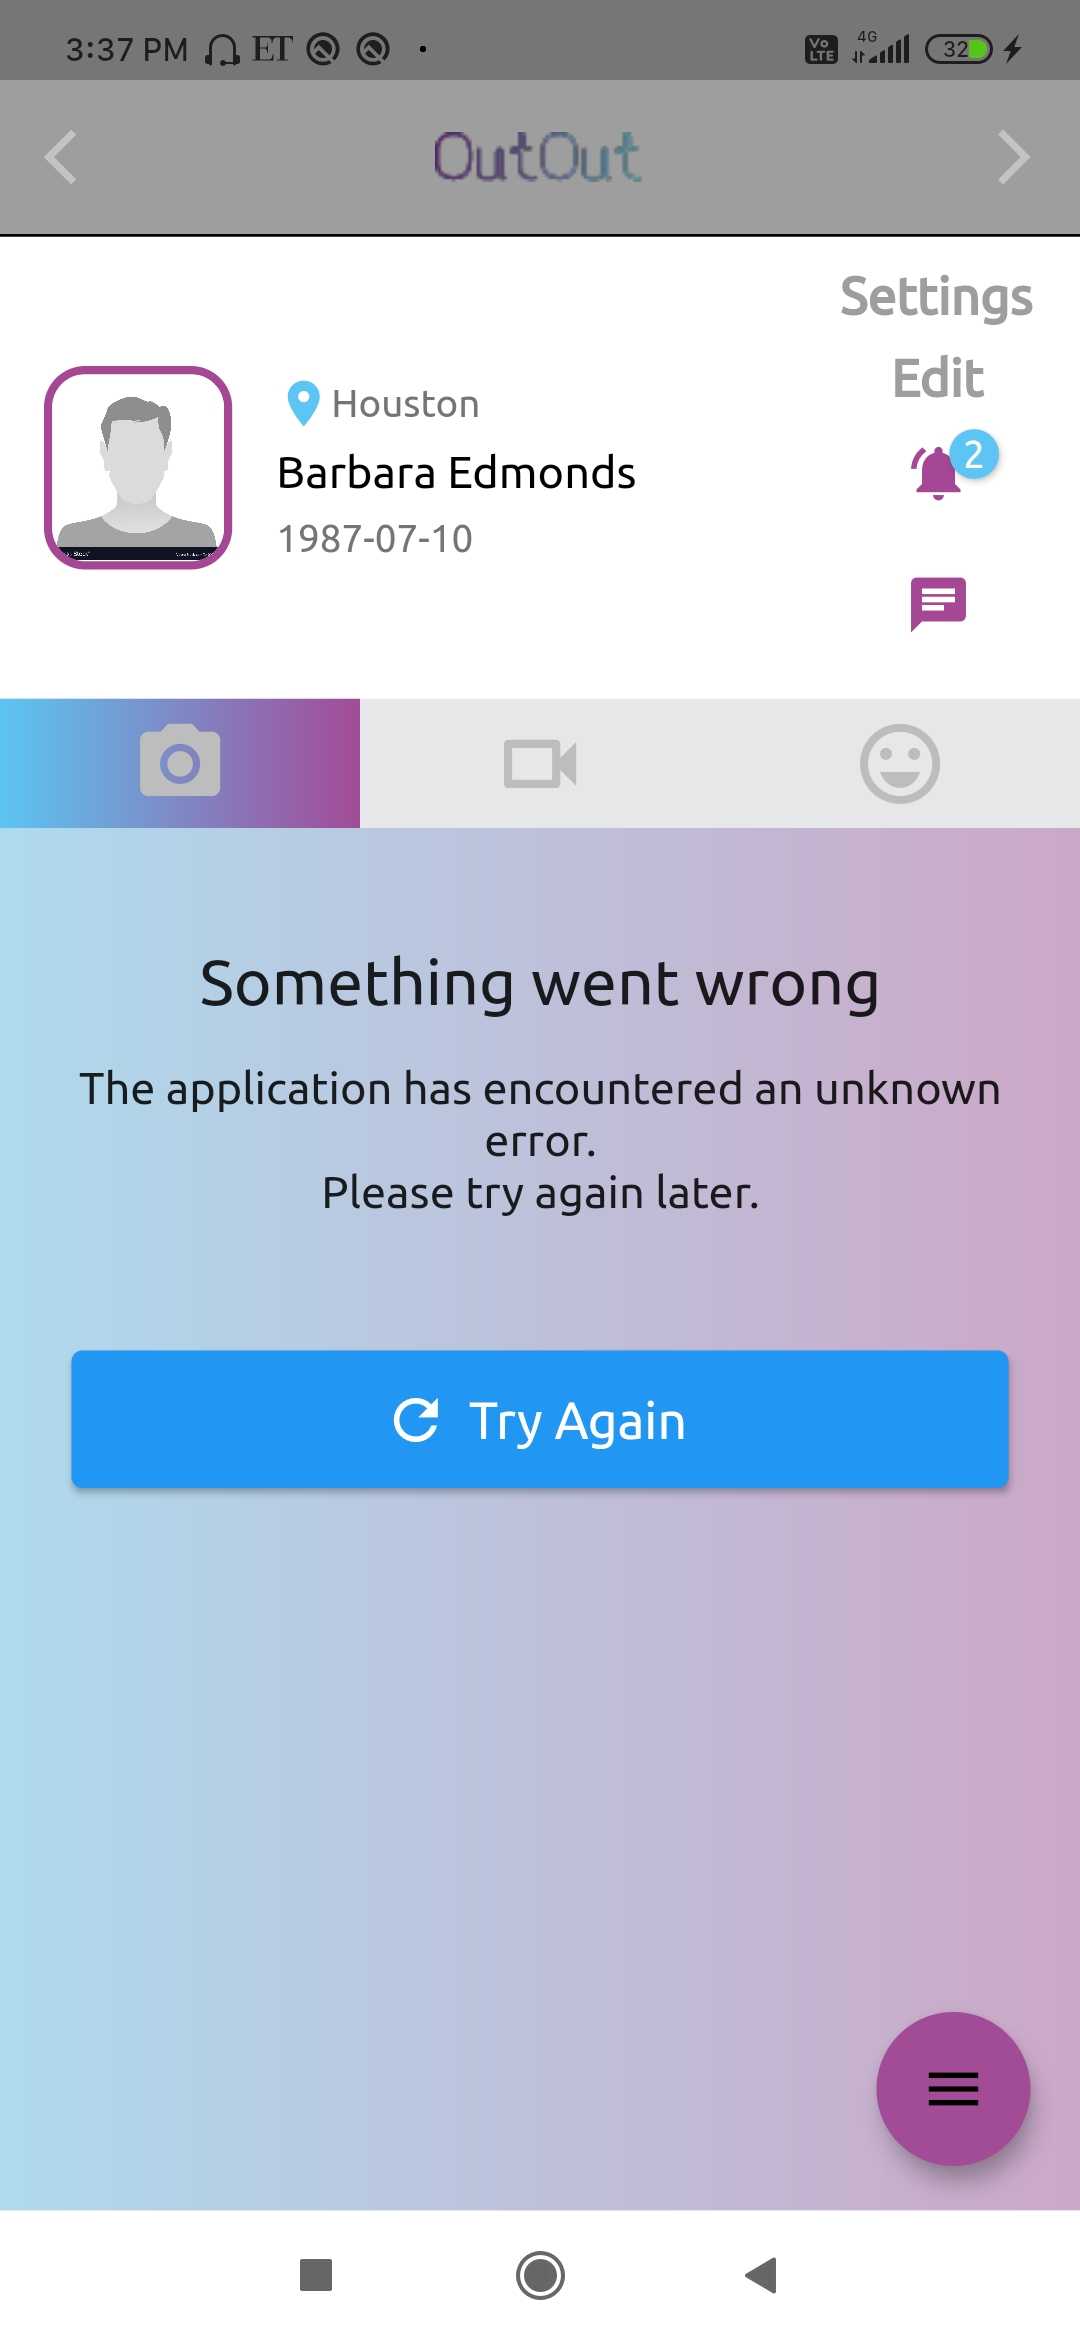 3:37 PM ET Vo LTE 4G 32
OutOut
Settings
Edit
Houston
2
Barbara Edmonds
1987-07-10
Something went wrong
The application has encountered an unknown
error.
Please try again later.
Try Again